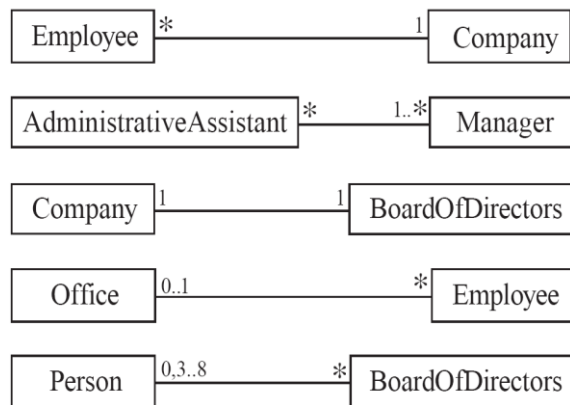 Employee * 1 Company
AdministrativeAssistant * 1..* Manager
Company 1 1 BoardOfDirectors
Office 0..1 * Employee
Person 0,3..8 * BoardOfDirectors